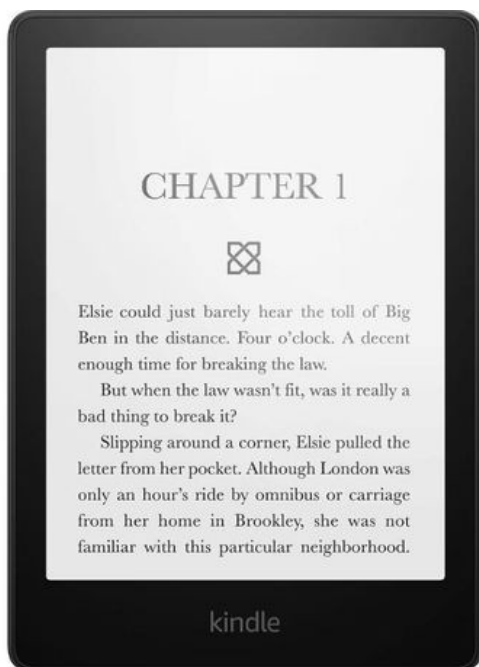 CHAPTER 1
Elsie could just barely hear the toll of Big
Ben in the distance. Four o’clock. A decent
enough time for breaking the law.
But when the law wasn’t fit, was it really a
bad thing to break it?
Slipping around a corner, Elsie pulled the
letter from her pocket. Although London was
only an hour’s ride by omnibus or carriage
from her home in Brookley, she was not
familiar with this particular neighborhood.
kindle